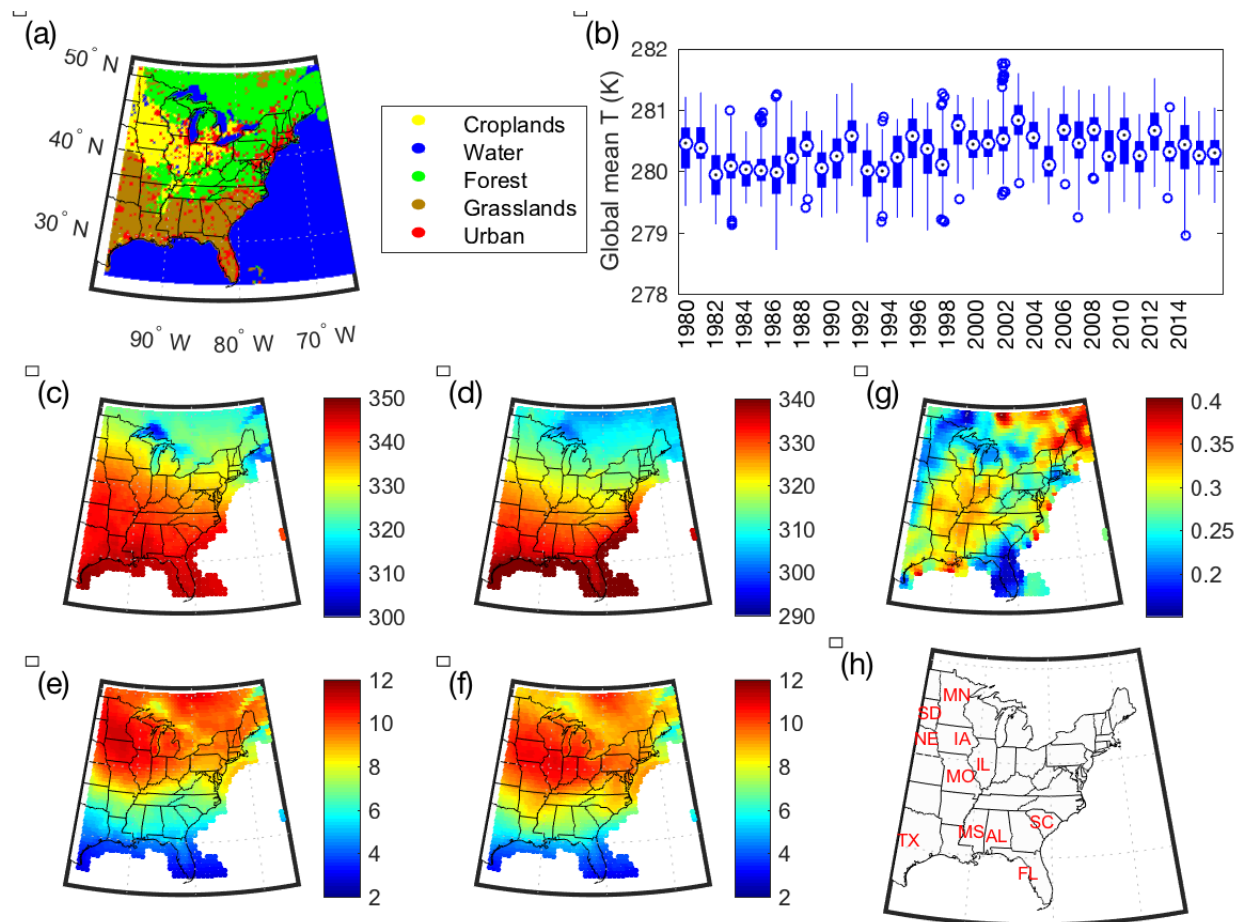 (a)
50° N
40° N
30° N
90° W 80° W 70° W
Croplands
Water
Forest
Grasslands
Urban
(b)
Global mean T (K)
282
281
280
279
278
1980 1982 1984 1986 1988 1990 1992 1994 1996 1998 2000 2002 2004 2006 2008 2010 2012 2014
(c)
350
340
330
320
310
300
(d)
340
330
320
310
300
290
(g)
0.4
0.35
0.3
0.25
0.2
(e)
12
10
8
6
4
2
(f)
12
10
8
6
4
2
(h)
MN
SD
NE IA
IL
MO
SC
TX MS AL
FL